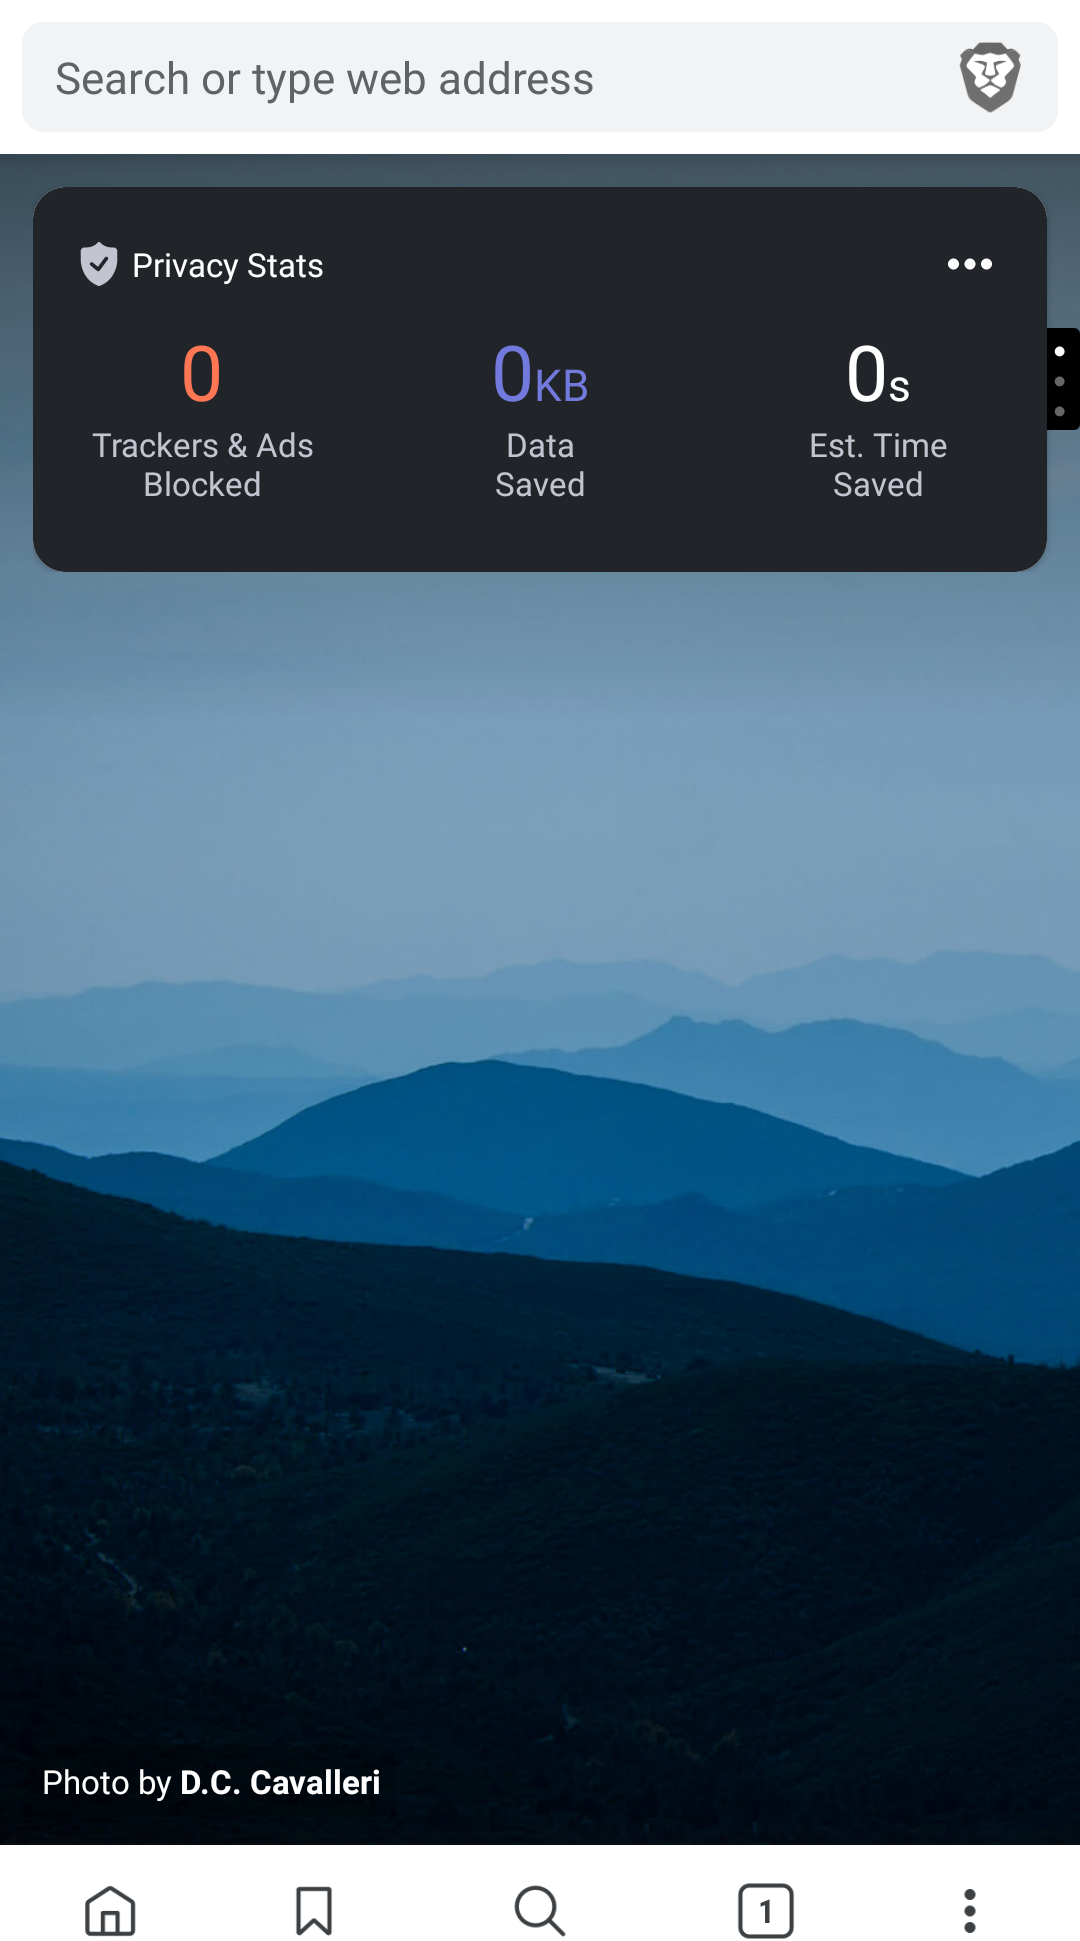 Search or type web address
Privacy Stats
0 0KB 0s
Trackers & Ads Data Est. Time
Blocked Saved Saved
Photo by D.C. Cavalleri
1